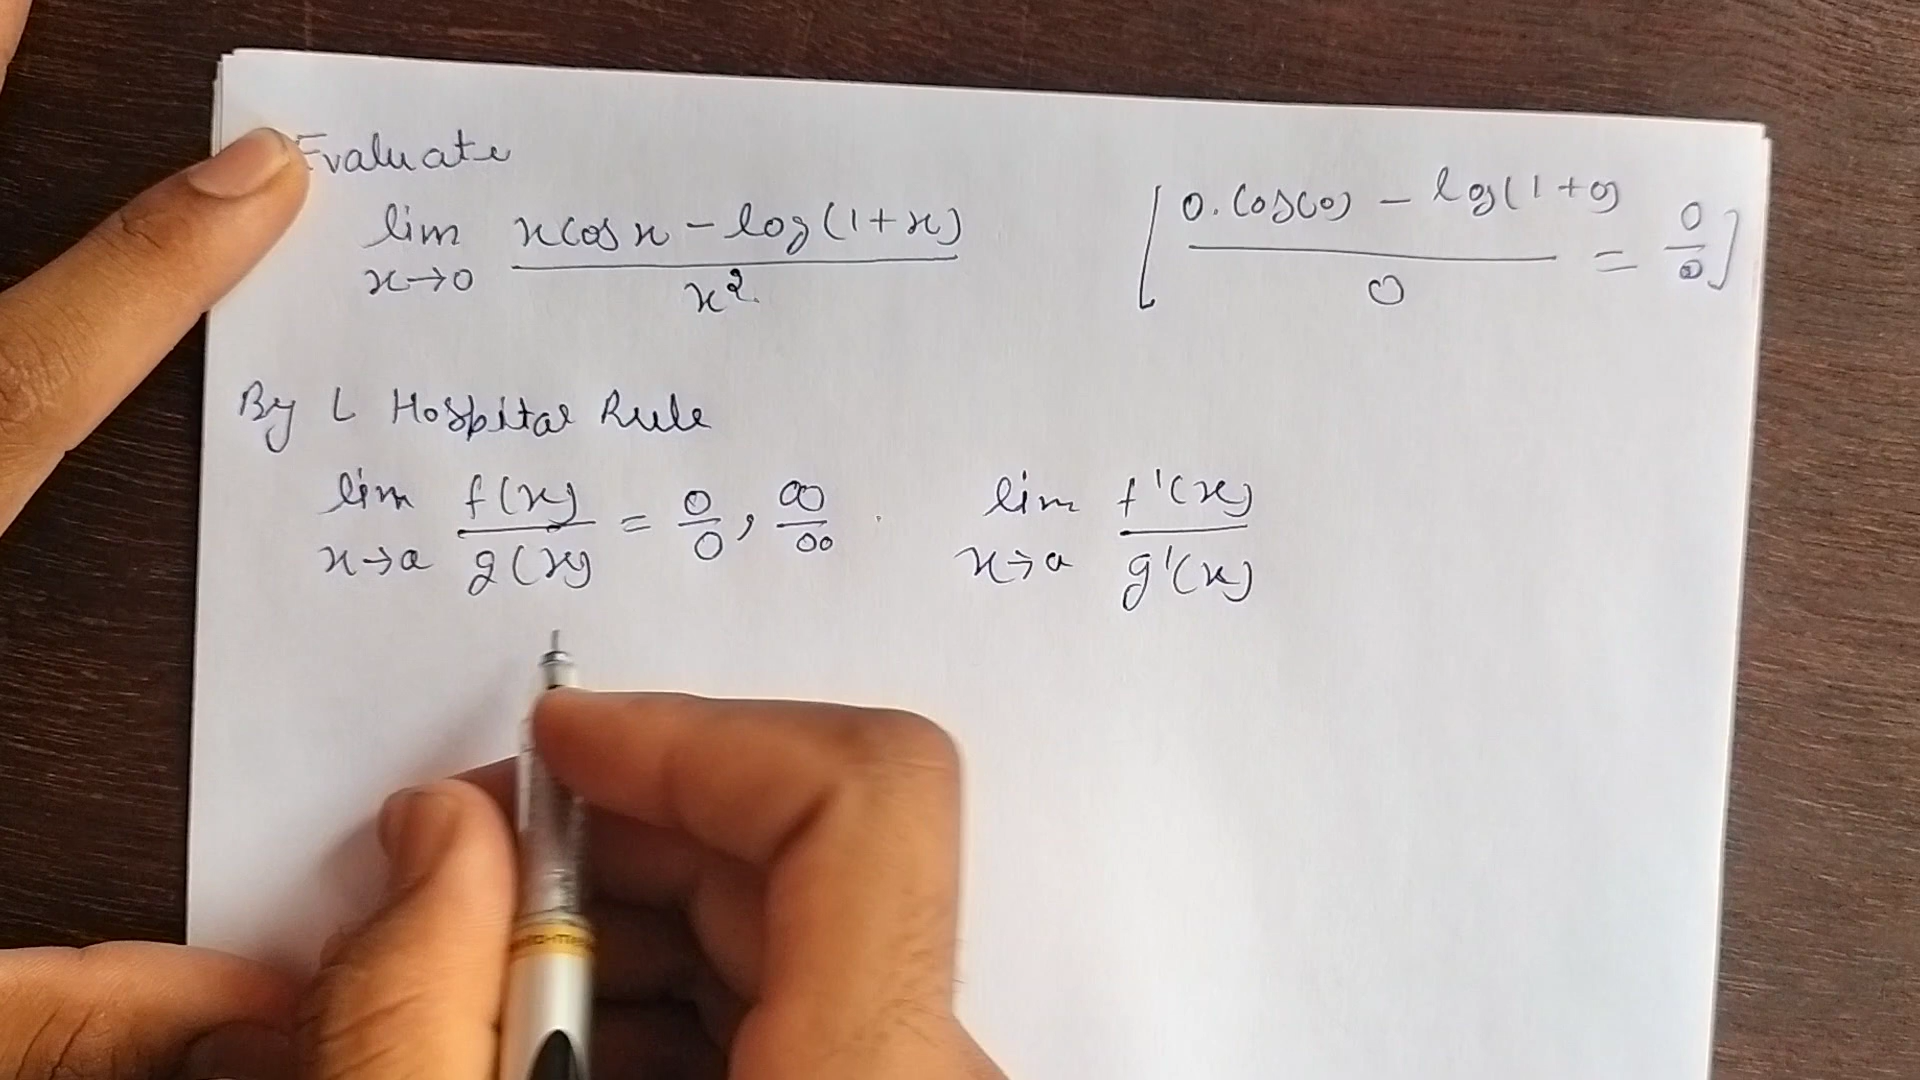 Evaluate
lim x→0 (x cos x − log(1+x)) / x²
[ (0. Cos(0) − log(1+0)) / 0 = 0/0 ]
By L Hospital Rule
lim x→a f(x) / g(x) = 0/0 , ∞/∞ . lim x→a f'(x) / g'(x)